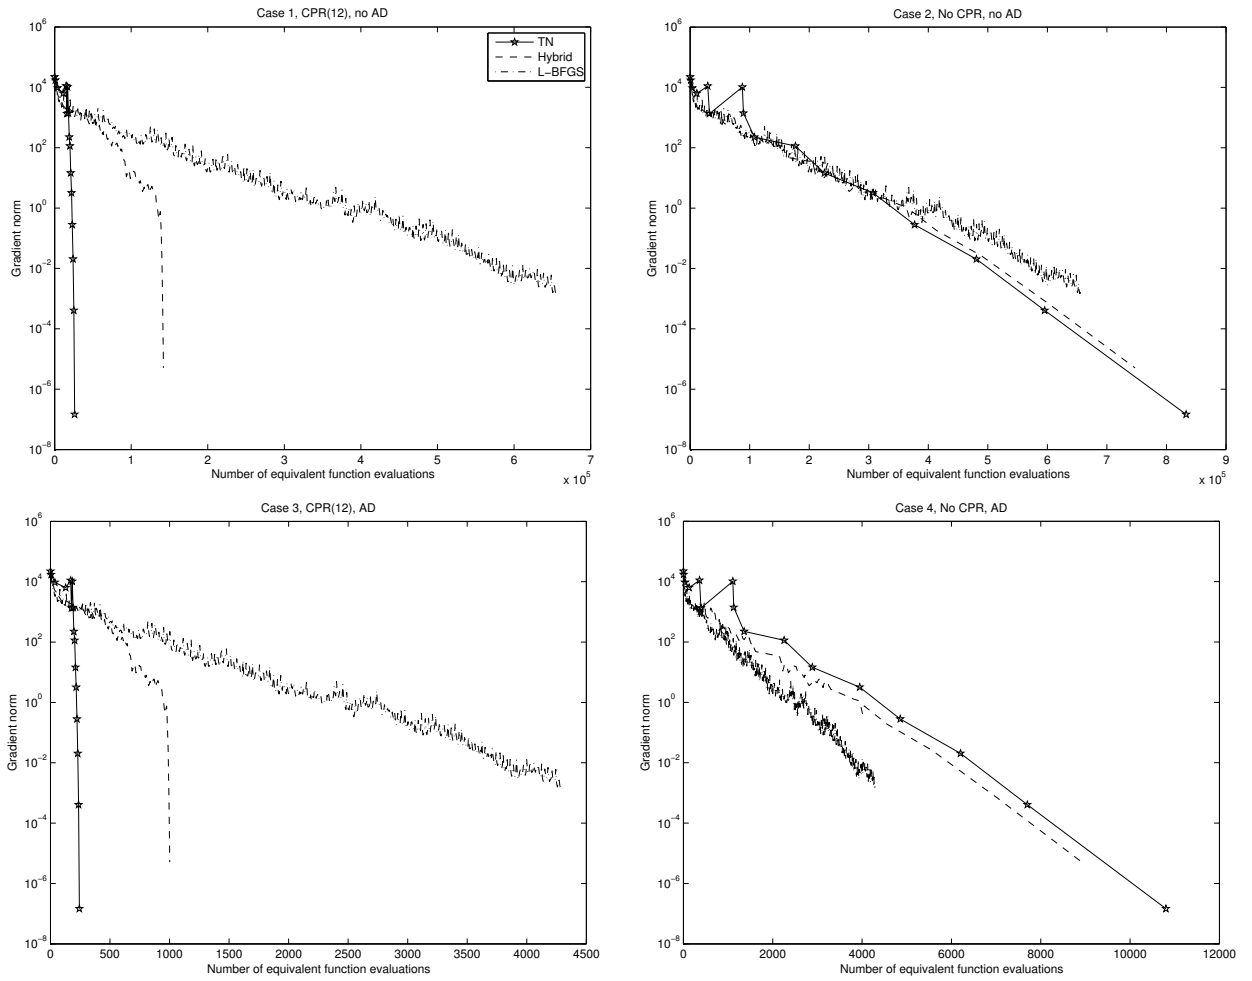 Case 1, CPR(12), no AD
10^6
10^4
10^2
10^0
10^−2
10^−4
10^−6
10^−8
Gradient norm
TN
Hybrid
L−BFGS
0 1 2 3 4 5 6 7
Number of equivalent function evaluations
x 10^5
Case 2, No CPR, no AD
10^6
10^4
10^2
10^0
10^−2
10^−4
10^−6
10^−8
Gradient norm
0 1 2 3 4 5 6 7 8 9
Number of equivalent function evaluations
x 10^5
Case 3, CPR(12), AD
10^6
10^4
10^2
10^0
10^−2
10^−4
10^−6
10^−8
Gradient norm
0 500 1000 1500 2000 2500 3000 3500 4000 4500
Number of equivalent function evaluations
Case 4, No CPR, AD
10^6
10^4
10^2
10^0
10^−2
10^−4
10^−6
10^−8
Gradient norm
0 2000 4000 6000 8000 10000 12000
Number of equivalent function evaluations